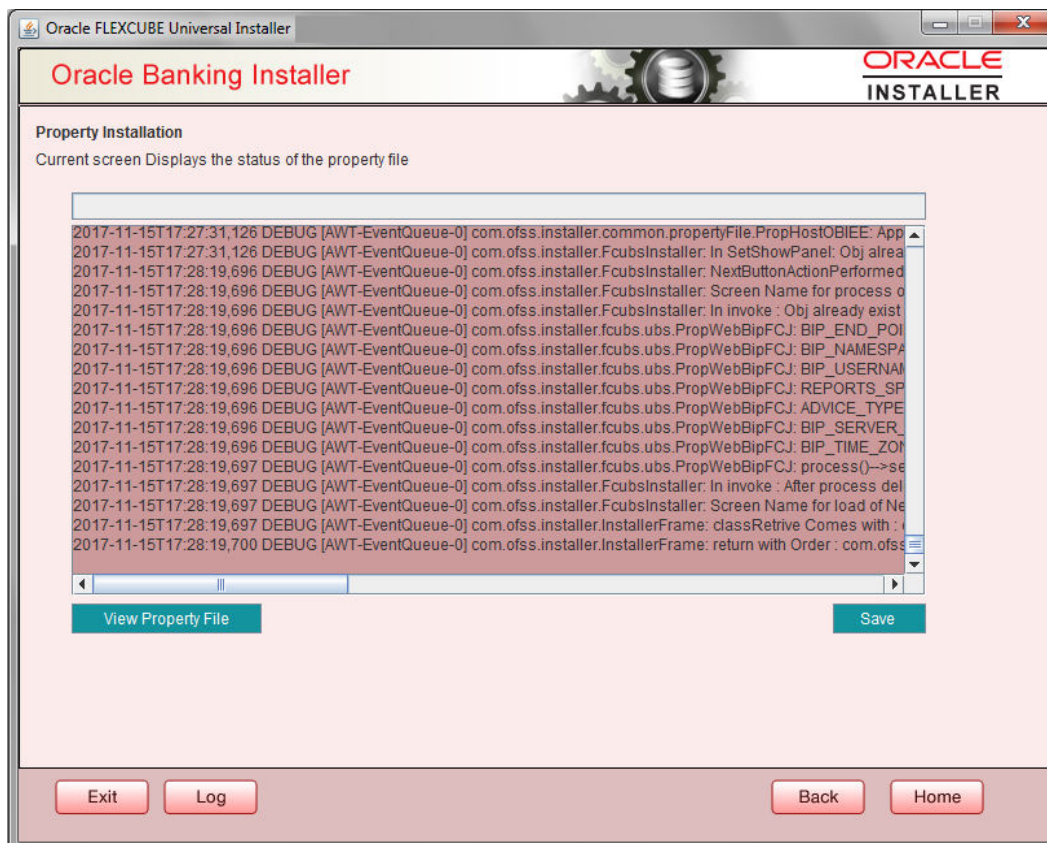 Oracle FLEXCUBE Universal Installer
Oracle Banking Installer
ORACLE
INSTALLER
Property Installation
Current screen Displays the status of the property file
2017-11-15T17:27:31,126 DEBUG [AWT-EventQueue-0] com.ofss.installer.common.propertyFile.PropHostOBIEE: App
2017-11-15T17:27:31,126 DEBUG [AWT-EventQueue-0] com.ofss.installer.FcubsInstaller: In SetShowPanel: Obj alrea
2017-11-15T17:28:19,696 DEBUG [AWT-EventQueue-0] com.ofss.installer.FcubsInstaller: NextButtonActionPerformed
2017-11-15T17:28:19,696 DEBUG [AWT-EventQueue-0] com.ofss.installer.FcubsInstaller: Screen Name for process o
2017-11-15T17:28:19,696 DEBUG [AWT-EventQueue-0] com.ofss.installer.FcubsInstaller: In invoke : Obj already exist
2017-11-15T17:28:19,696 DEBUG [AWT-EventQueue-0] com.ofss.installer.fcubs.ubs.PropWebBipFCJ: BIP_END_POI
2017-11-15T17:28:19,696 DEBUG [AWT-EventQueue-0] com.ofss.installer.fcubs.ubs.PropWebBipFCJ: BIP_NAMESPA
2017-11-15T17:28:19,696 DEBUG [AWT-EventQueue-0] com.ofss.installer.fcubs.ubs.PropWebBipFCJ: BIP_USERNAM
2017-11-15T17:28:19,696 DEBUG [AWT-EventQueue-0] com.ofss.installer.fcubs.ubs.PropWebBipFCJ: REPORTS_SP
2017-11-15T17:28:19,696 DEBUG [AWT-EventQueue-0] com.ofss.installer.fcubs.ubs.PropWebBipFCJ: ADVICE_TYPE
2017-11-15T17:28:19,696 DEBUG [AWT-EventQueue-0] com.ofss.installer.fcubs.ubs.PropWebBipFCJ: BIP_SERVER_
2017-11-15T17:28:19,696 DEBUG [AWT-EventQueue-0] com.ofss.installer.fcubs.ubs.PropWebBipFCJ: BIP_TIME_ZON
2017-11-15T17:28:19,697 DEBUG [AWT-EventQueue-0] com.ofss.installer.fcubs.ubs.PropWebBipFCJ: process()-->se
2017-11-15T17:28:19,697 DEBUG [AWT-EventQueue-0] com.ofss.installer.FcubsInstaller: In invoke : After process del
2017-11-15T17:28:19,697 DEBUG [AWT-EventQueue-0] com.ofss.installer.FcubsInstaller: Screen Name for load of Ne
2017-11-15T17:28:19,697 DEBUG [AWT-EventQueue-0] com.ofss.installer.InstallerFrame: classRetrive Comes with :
2017-11-15T17:28:19,700 DEBUG [AWT-EventQueue-0] com.ofss.installer.InstallerFrame: return with Order : com.ofss
View Property File
Save
Exit
Log
Back
Home